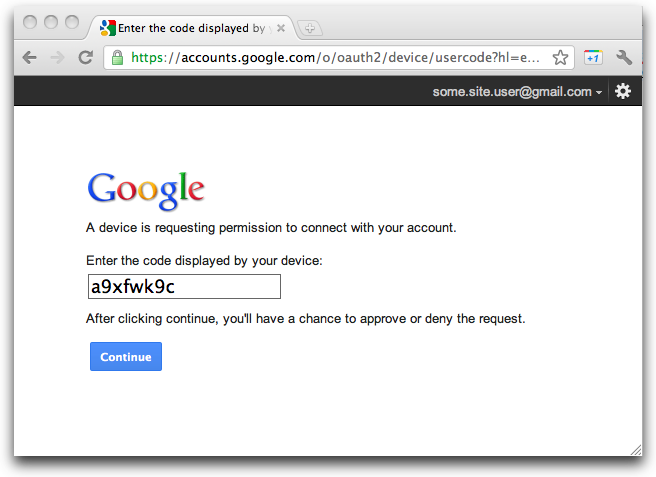 Enter the code displayed by y
https://accounts.google.com/o/oauth2/device/usercode?hl=e...
+1
some.site.user@gmail.com
Google
A device is requesting permission to connect with your account.
Enter the code displayed by your device:
a9xfwk9c
After clicking continue, you'll have a chance to approve or deny the request.
Continue